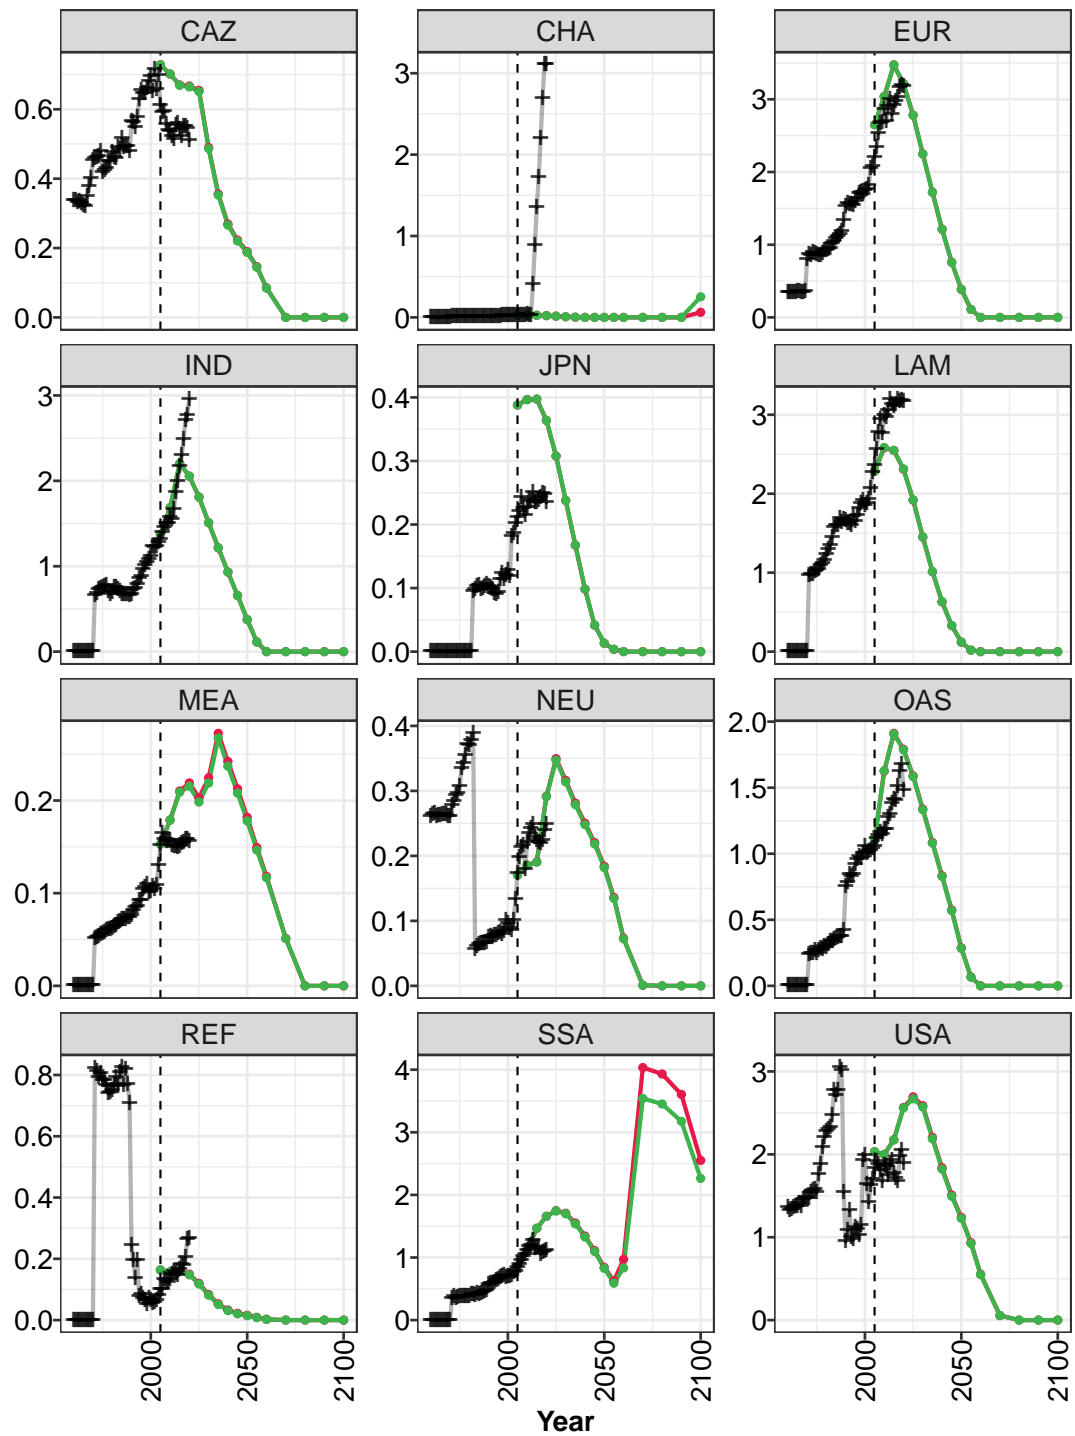 CAZ CHA EUR
0.6 3 3
0.4 2 2
0.2 1 1
0.0 0 0
IND JPN LAM
3 0.4 3
2 0.3 2
1 0.2 1
0 0.1 0
0.0
MEA NEU OAS
0.2 0.4 2.0
0.1 0.2 1.5
0.0 0.0 1.0
0.5
0.0
REF SSA USA
0.8 4 3
0.6 3 2
0.4 2 1
0.2 1 0
0.0 0
2000 2050 2100 2000 2050 2100 2000 2050 2100
Year